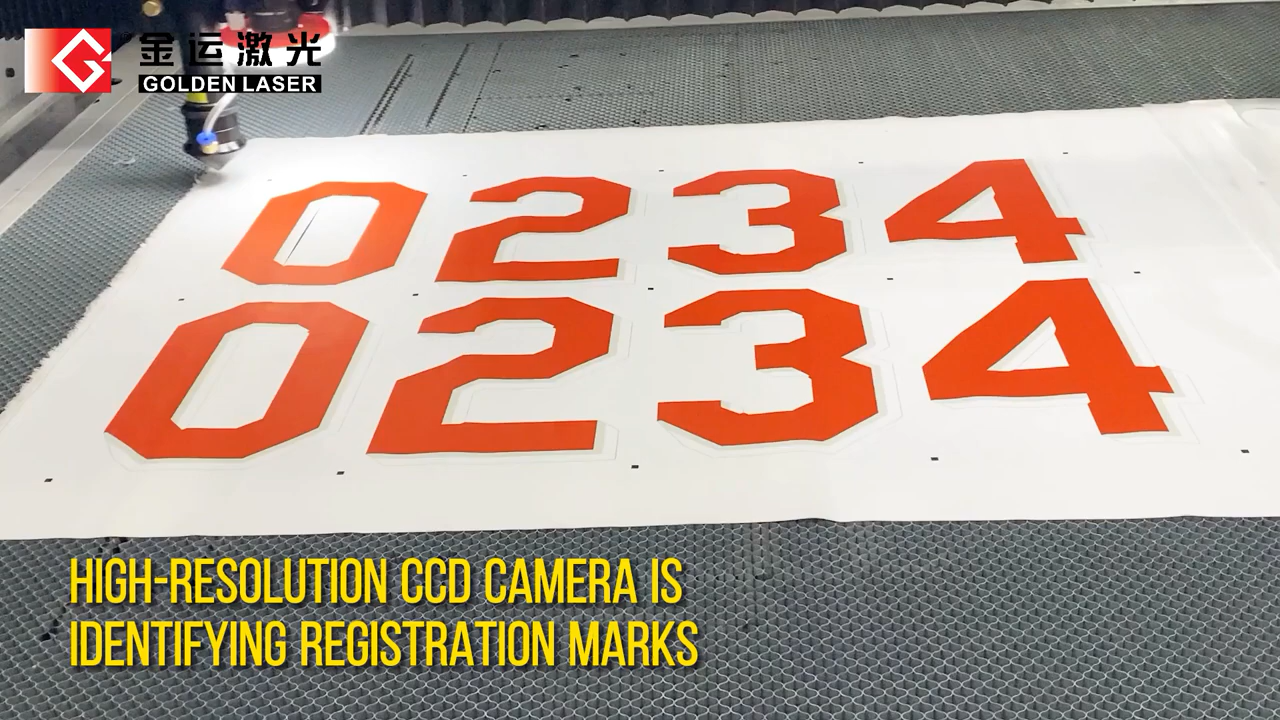 金运激光
GOLDEN LASER
0234
0234
HIGH-RESOLUTION CCD CAMERA IS
IDENTIFYING REGISTRATION MARKS